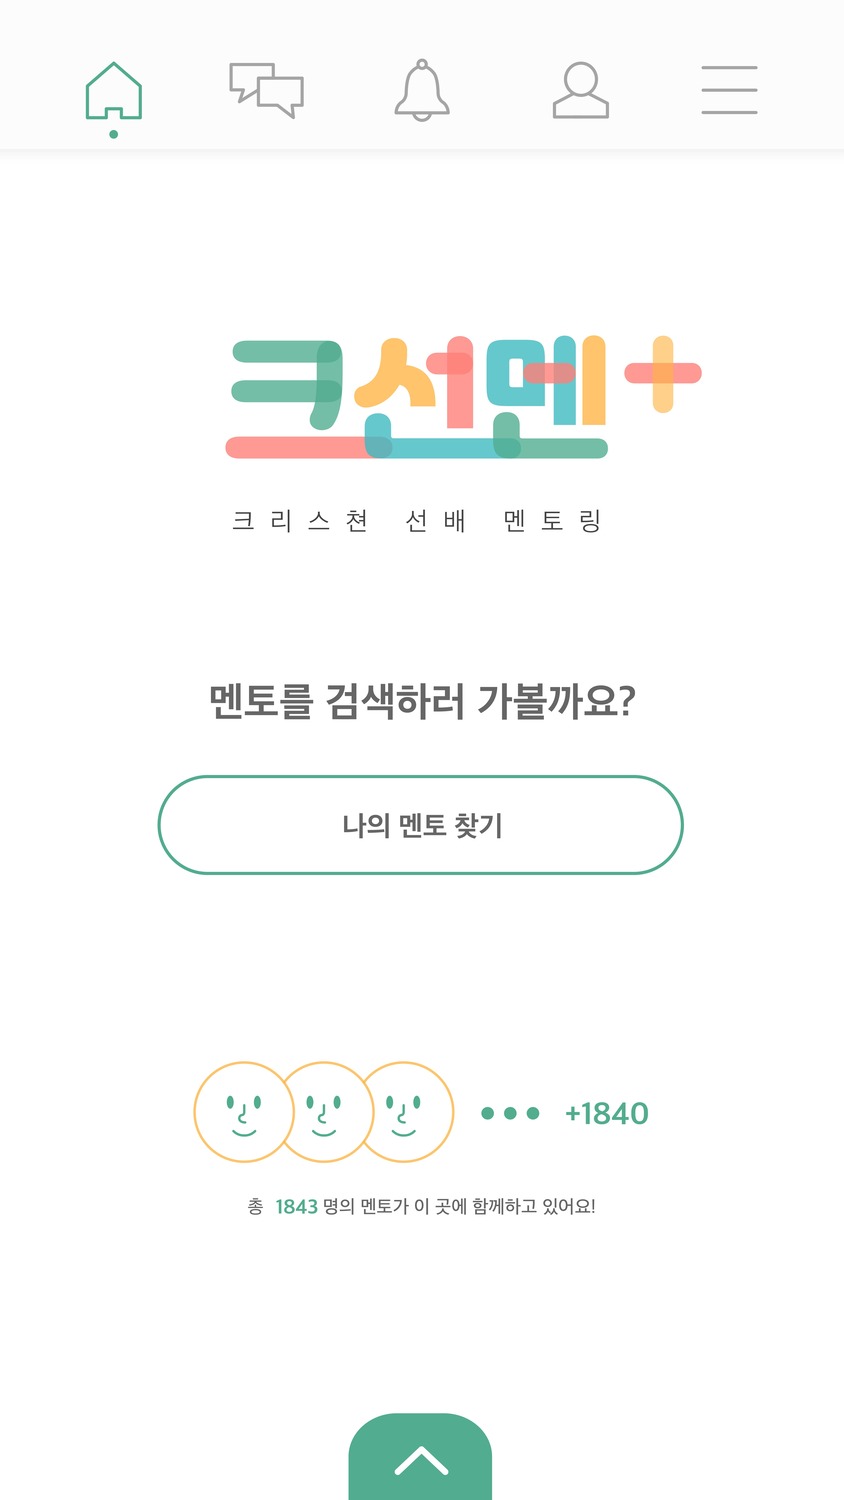 크선멘+
크리스쳔 선배 멘토링
멘토를 검색하러 가볼까요?
나의 멘토 찾기
+1840
총 1843 명의 멘토가 이 곳에 함께하고 있어요!